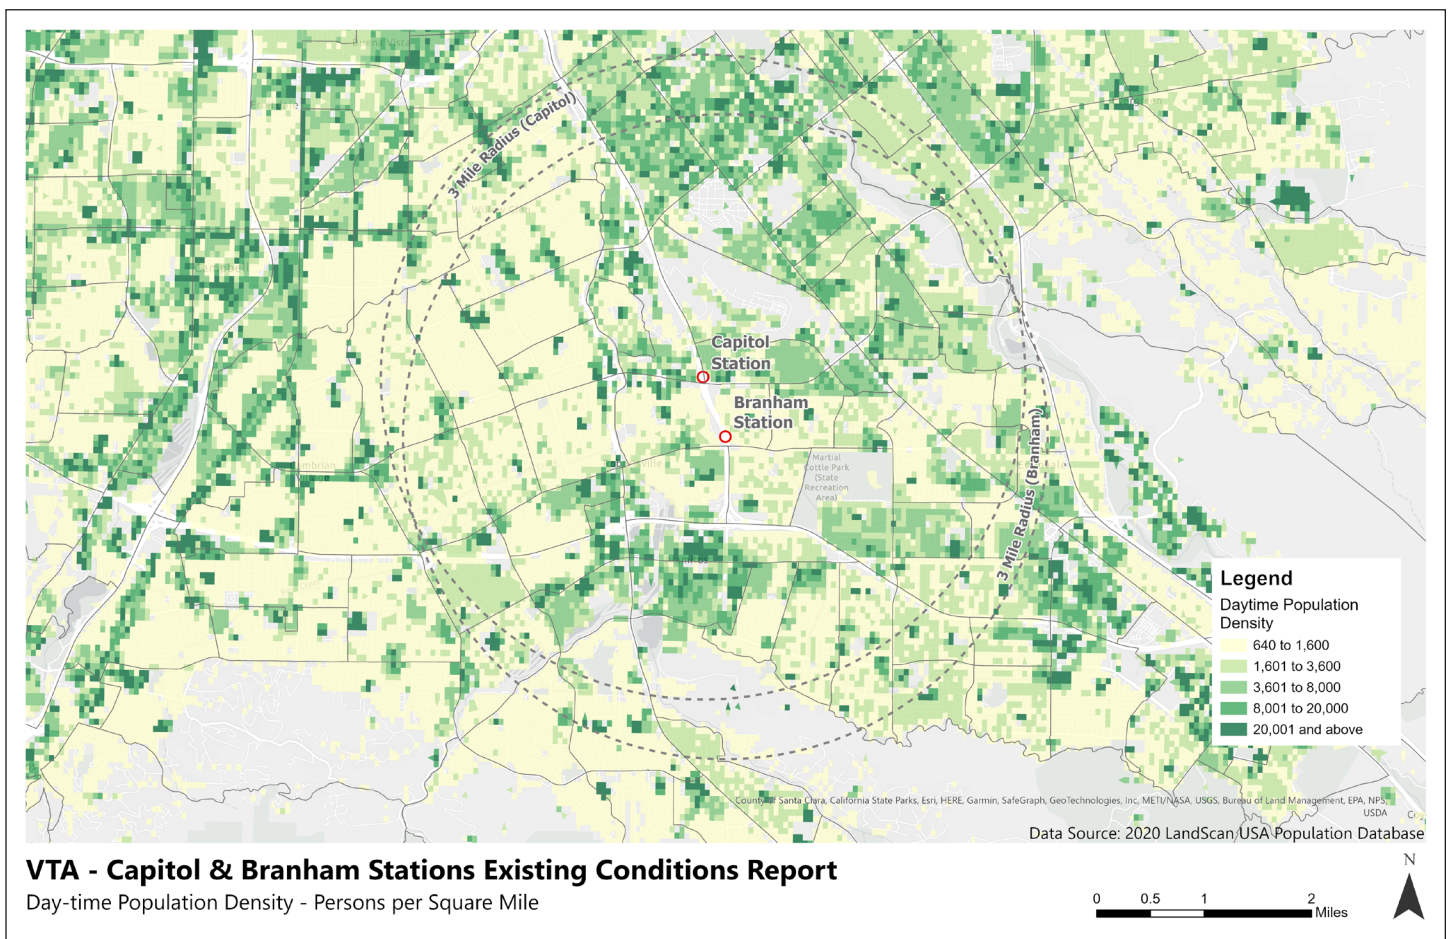 3 Mile Radius (Capitol)
Capitol
Station
Branham
Station
Martial
Cottle Park
(State
Recreation
Area)
3 Mile Radius (Branham)
Legend
Daytime Population
Density
640 to 1,600
1,601 to 3,600
3,601 to 8,000
8,001 to 20,000
20,001 and above
County of Santa Clara, California State Parks, Esri, HERE, Garmin, SafeGraph, GeoTechnologies, Inc, METI/NASA, USGS, Bureau of Land Management, EPA, NPS,
USDA
Data Source: 2020 LandScan USA Population Database
VTA - Capitol & Branham Stations Existing Conditions Report
Day-time Population Density - Persons per Square Mile
0 0.5 1 2
Miles
N